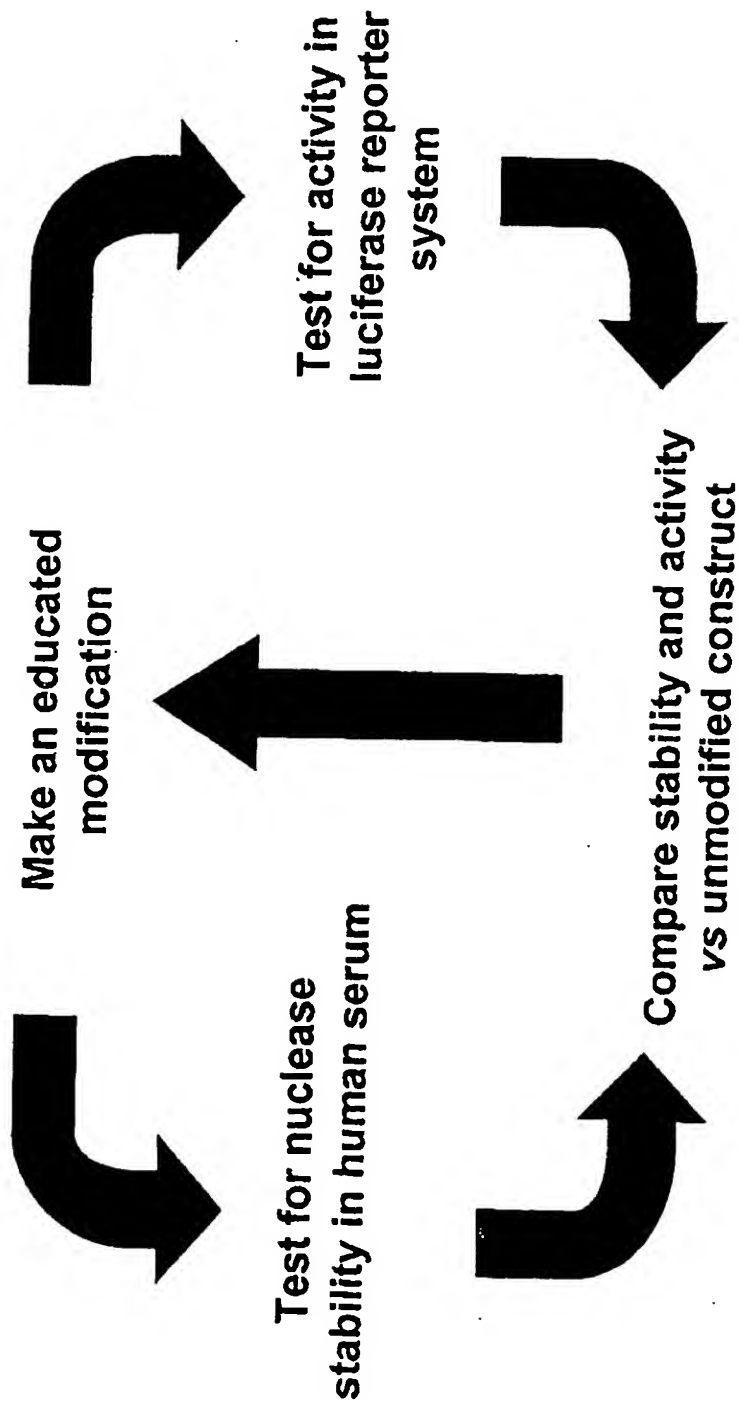 Make an educated
modification
Test for nuclease
stability in human serum
Test for activity in
luciferase reporter
system
Compare stability and activity
vs unmodified construct